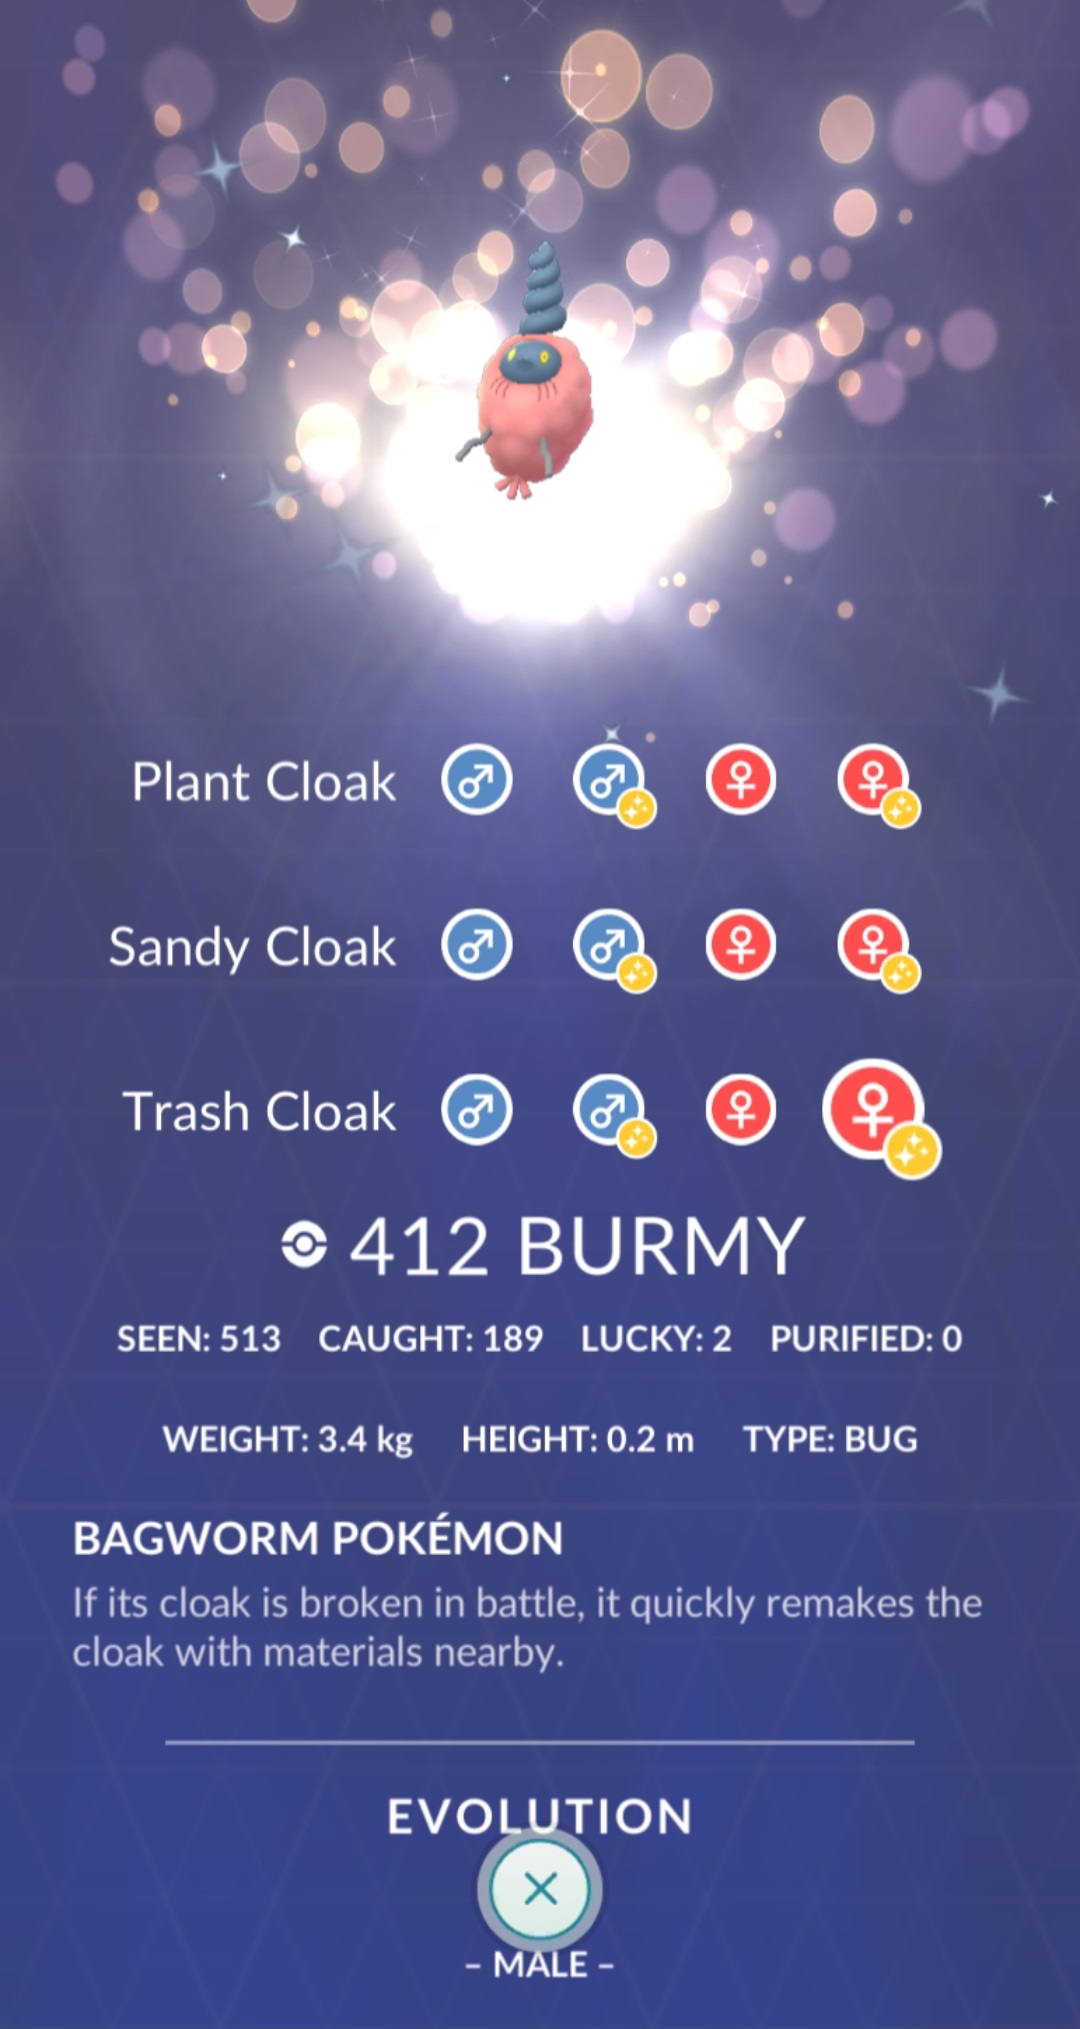 Plant Cloak
Sandy Cloak
Trash Cloak
412 BURMY
SEEN: 513 CAUGHT: 189 LUCKY: 2 PURIFIED: 0
WEIGHT: 3.4 kg HEIGHT: 0.2 m TYPE: BUG
BAGWORM POKÉMON
If its cloak is broken in battle, it quickly remakes the
cloak with materials nearby.
EVOLUTION
– MALE –